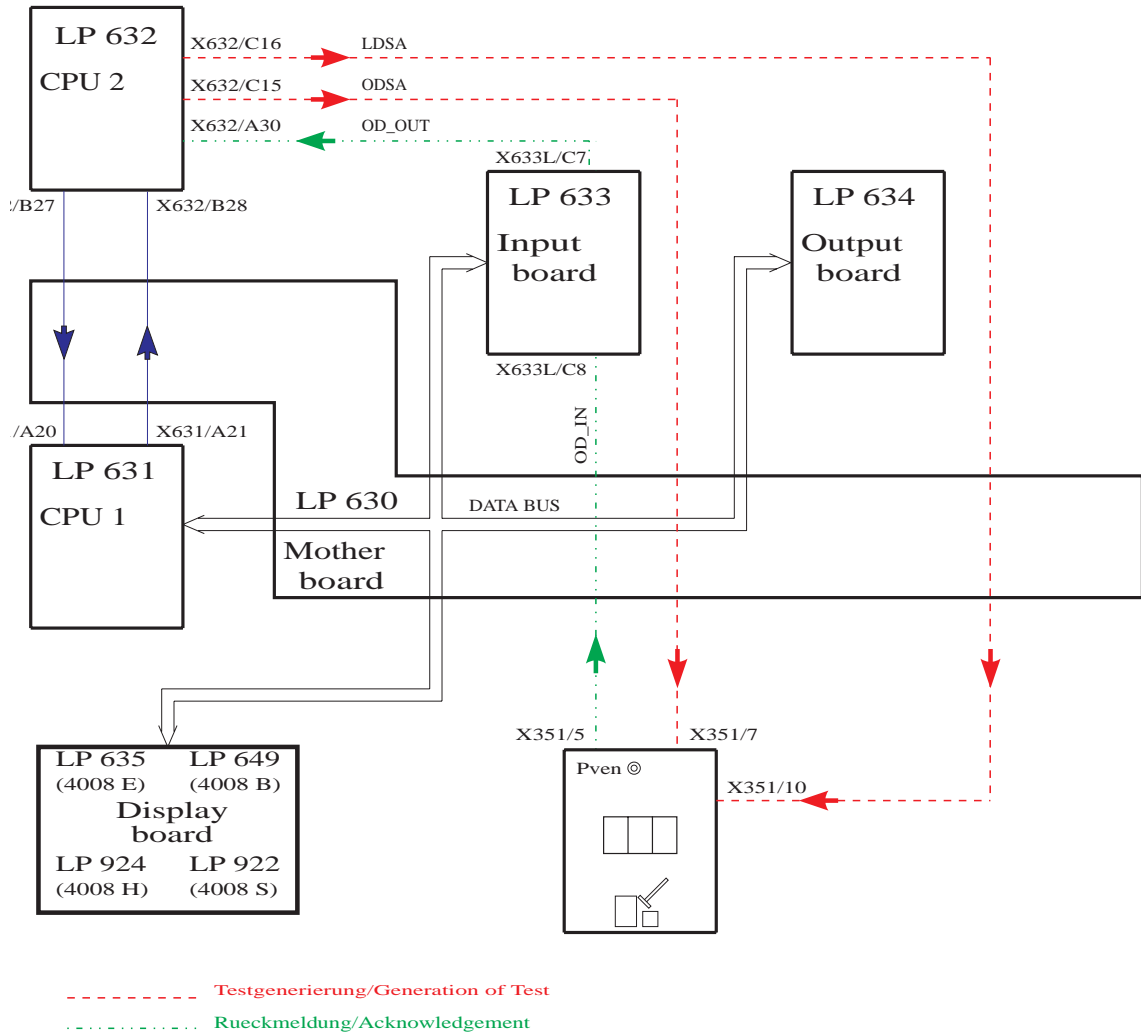 LP 632
CPU 2
X632/C16
LDSA
X632/C15
ODSA
X632/A30
OD_OUT
X633L/C7
/B27
X632/B28
LP 633
Input
board
LP 634
Output
board
X633L/C8
OD_IN
/A20
X631/A21
LP 631
CPU 1
LP 630
DATA BUS
Mother
board
X351/5
X351/7
X351/10
LP 635
LP 649
(4008 E)
(4008 B)
Display
board
LP 924
LP 922
(4008 H)
(4008 S)
Pven
Testgenerierung/Generation of Test
Rueckmeldung/Acknowledgement